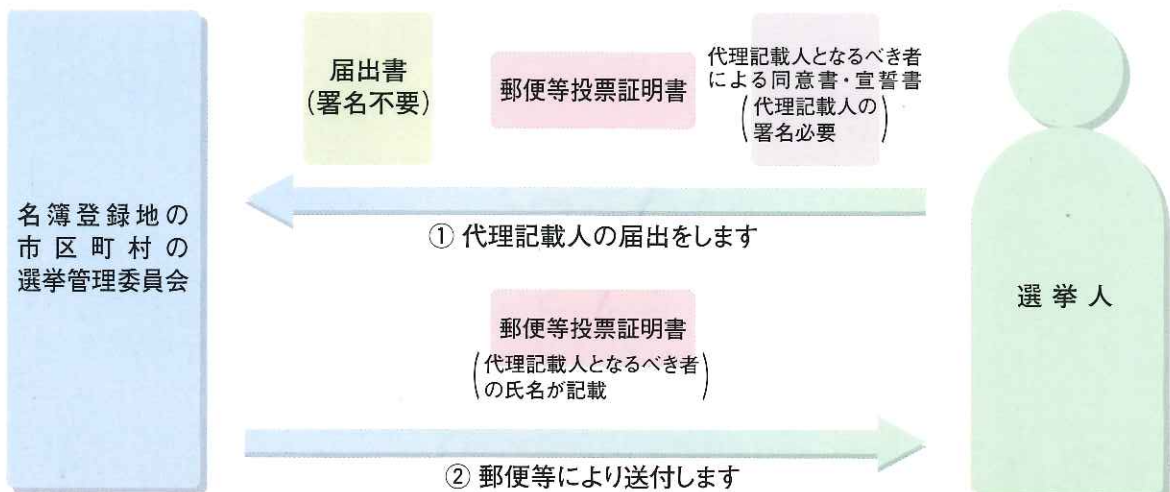 届出書
(署名不要)
郵便等投票証明書
代理記載人となるべき者
による同意書・宣誓書
(代理記載人の
署名必要)
名簿登録地の
市区町村の
選挙管理委員会
① 代理記載人の届出をします
選挙人
郵便等投票証明書
(代理記載人となるべき者
の氏名が記載)
② 郵便等により送付します